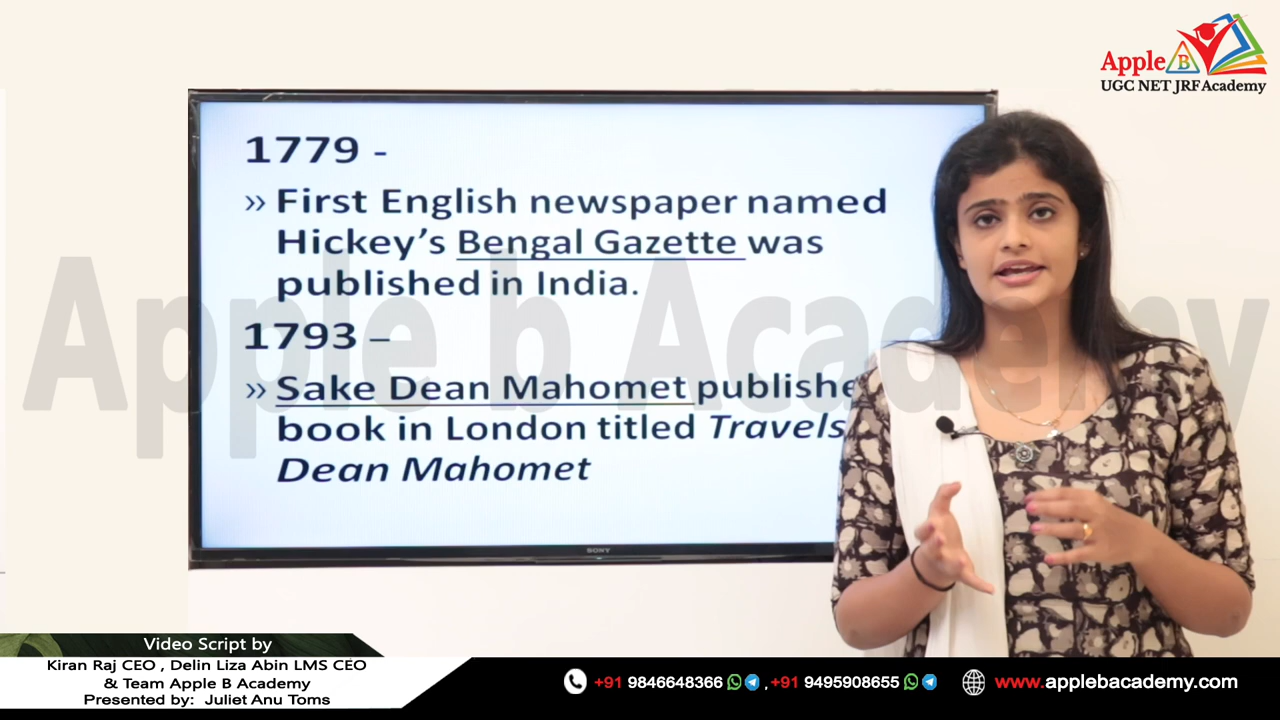 Apple B
UGC NET JRF Academy
1779 -
» First English newspaper named
Hickey’s Bengal Gazette was
published in India.
1793 –
» Sake Dean Mahomet publishe
book in London titled Travels
Dean Mahomet
Apple b Academy
SONY
Video Script by
Kiran Raj CEO , Delin Liza Abin LMS CEO
& Team Apple B Academy
Presented by: Juliet Anu Toms
+91 9846648366 , +91 9495908655 www.applebacademy.com